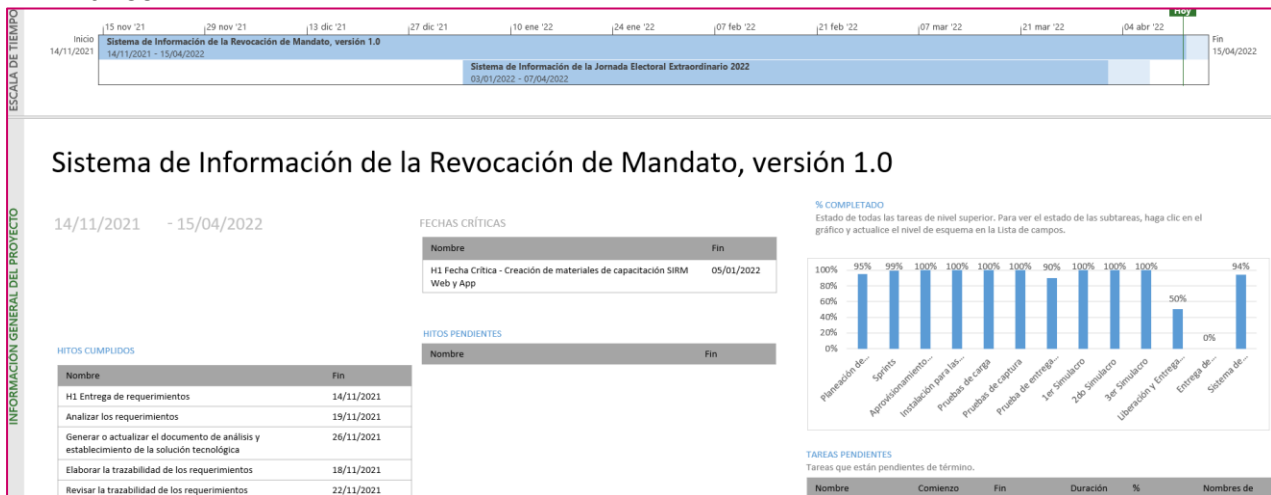 ESCALA DE TIEMPO
Hoy
15 nov '21
29 nov '21
13 dic '21
27 dic '21
10 ene '22
24 ene '22
07 feb '22
21 feb '22
07 mar '22
21 mar '22
04 abr '22
Inicio
14/11/2021
Sistema de Información de la Revocación de Mandato, versión 1.0
14/11/2021 - 15/04/2022
Fin
15/04/2022
Sistema de Información de la Jornada Electoral Extraordinario 2022
03/01/2022 - 07/04/2022
INFORMACIÓN GENERAL DEL PROYECTO
Sistema de Información de la Revocación de Mandato, versión 1.0
14/11/2021 - 15/04/2022
HITOS CUMPLIDOS
Nombre Fin
H1 Entrega de requerimientos 14/11/2021
Analizar los requerimientos 19/11/2021
Generar o actualizar el documento de análisis y 26/11/2021
establecimiento de la solución tecnológica
Elaborar la trazabilidad de los requerimientos 18/11/2021
Revisar la trazabilidad de los requerimientos 22/11/2021
FECHAS CRÍTICAS
Nombre Fin
H1 Fecha Crítica - Creación de materiales de capacitación SIRM 05/01/2022
Web y App
HITOS PENDIENTES
Nombre Fin
% COMPLETADO
Estado de todas las tareas de nivel superior. Para ver el estado de las subtareas, haga clic en el
gráfico y actualice el nivel de esquema en la Lista de campos.
100%
80%
60%
40%
20%
0%
95% 99% 100% 100% 100% 100% 90% 100% 100% 100% 50% 0% 94%
Planeación de...
Sprints
Aprovisionamiento...
Instalación para las...
Pruebas de carga
Pruebas de captura
Prueba de entrega...
1er Simulacro
2do Simulacro
3er Simulacro
Liberación y Entrega...
Entrega de...
Sistema de...
TAREAS PENDIENTES
Tareas que están pendientes de término.
Nombre Comienzo Fin Duración % Nombres de